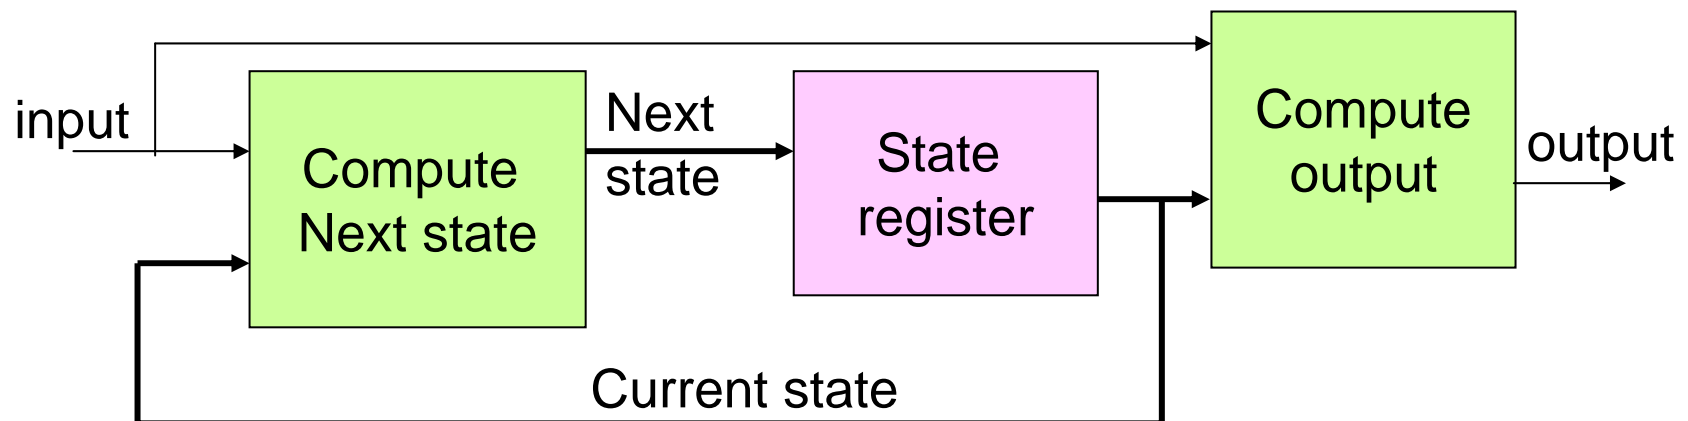 input
Compute
Next state
Next
state
State
register
Compute
output
output
Current state